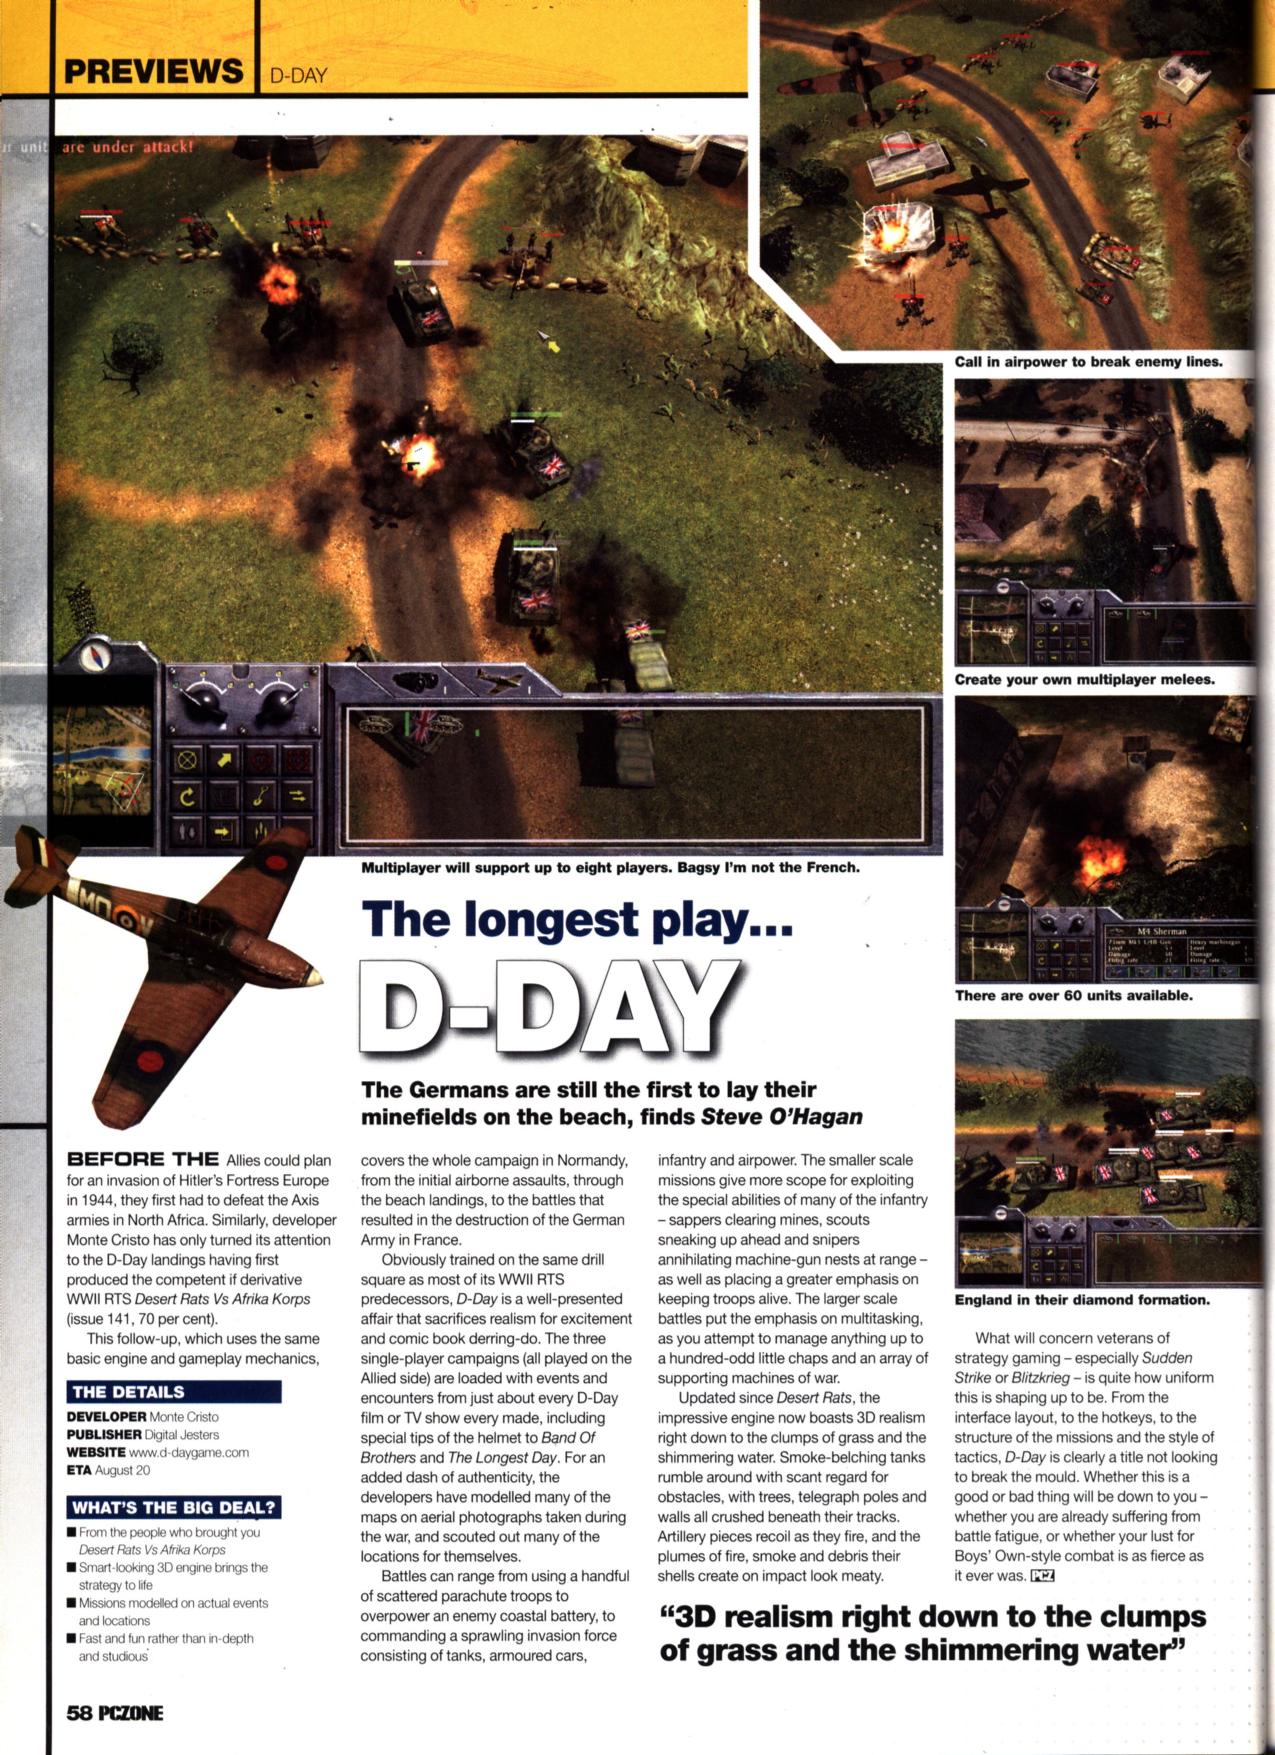 PREVIEWS
D-DAY
are under attack!
Call in airpower to break enemy lines.
Create your own multiplayer melees.
M4 Sherman
There are over 60 units available.
England in their diamond formation.
Multiplayer will support up to eight players. Bagsy I'm not the French.
The longest play...
D-DAY
The Germans are still the first to lay their
minefields on the beach, finds Steve O'Hagan
BEFORE THE Allies could plan
for an invasion of Hitler's Fortress Europe
in 1944, they first had to defeat the Axis
armies in North Africa. Similarly, developer
Monte Cristo has only turned its attention
to the D-Day landings having first
produced the competent if derivative
WWII RTS Desert Rats Vs Afrika Korps
(issue 141, 70 per cent).
This follow-up, which uses the same
basic engine and gameplay mechanics,
THE DETAILS
DEVELOPER Monte Cristo
PUBLISHER Digital Jesters
WEBSITE www.d-daygame.com
ETA August 20
WHAT'S THE BIG DEAL?
■ From the people who brought you
Desert Rats Vs Afrika Korps
■ Smart-looking 3D engine brings the
strategy to life
■ Missions modelled on actual events
and locations
■ Fast and fun rather than in-depth
and studious
covers the whole campaign in Normandy,
from the initial airborne assaults, through
the beach landings, to the battles that
resulted in the destruction of the German
Army in France.
Obviously trained on the same drill
square as most of its WWII RTS
predecessors, D-Day is a well-presented
affair that sacrifices realism for excitement
and comic book derring-do. The three
single-player campaigns (all played on the
Allied side) are loaded with events and
encounters from just about every D-Day
film or TV show every made, including
special tips of the helmet to Band Of
Brothers and The Longest Day. For an
added dash of authenticity, the
developers have modelled many of the
maps on aerial photographs taken during
the war, and scouted out many of the
locations for themselves.
Battles can range from using a handful
of scattered parachute troops to
overpower an enemy coastal battery, to
commanding a sprawling invasion force
consisting of tanks, armoured cars,
infantry and airpower. The smaller scale
missions give more scope for exploiting
the special abilities of many of the infantry
– sappers clearing mines, scouts
sneaking up ahead and snipers
annihilating machine-gun nests at range –
as well as placing a greater emphasis on
keeping troops alive. The larger scale
battles put the emphasis on multitasking,
as you attempt to manage anything up to
a hundred-odd little chaps and an array of
supporting machines of war.
Updated since Desert Rats, the
impressive engine now boasts 3D realism
right down to the clumps of grass and the
shimmering water. Smoke-belching tanks
rumble around with scant regard for
obstacles, with trees, telegraph poles and
walls all crushed beneath their tracks.
Artillery pieces recoil as they fire, and the
plumes of fire, smoke and debris their
shells create on impact look meaty.
What will concern veterans of
strategy gaming – especially Sudden
Strike or Blitzkrieg – is quite how uniform
this is shaping up to be. From the
interface layout, to the hotkeys, to the
structure of the missions and the style of
tactics, D-Day is clearly a title not looking
to break the mould. Whether this is a
good or bad thing will be down to you –
whether you are already suffering from
battle fatigue, or whether your lust for
Boys' Own-style combat is as fierce as
it ever was. PCZ
"3D realism right down to the clumps
of grass and the shimmering water"
58 PCZONE